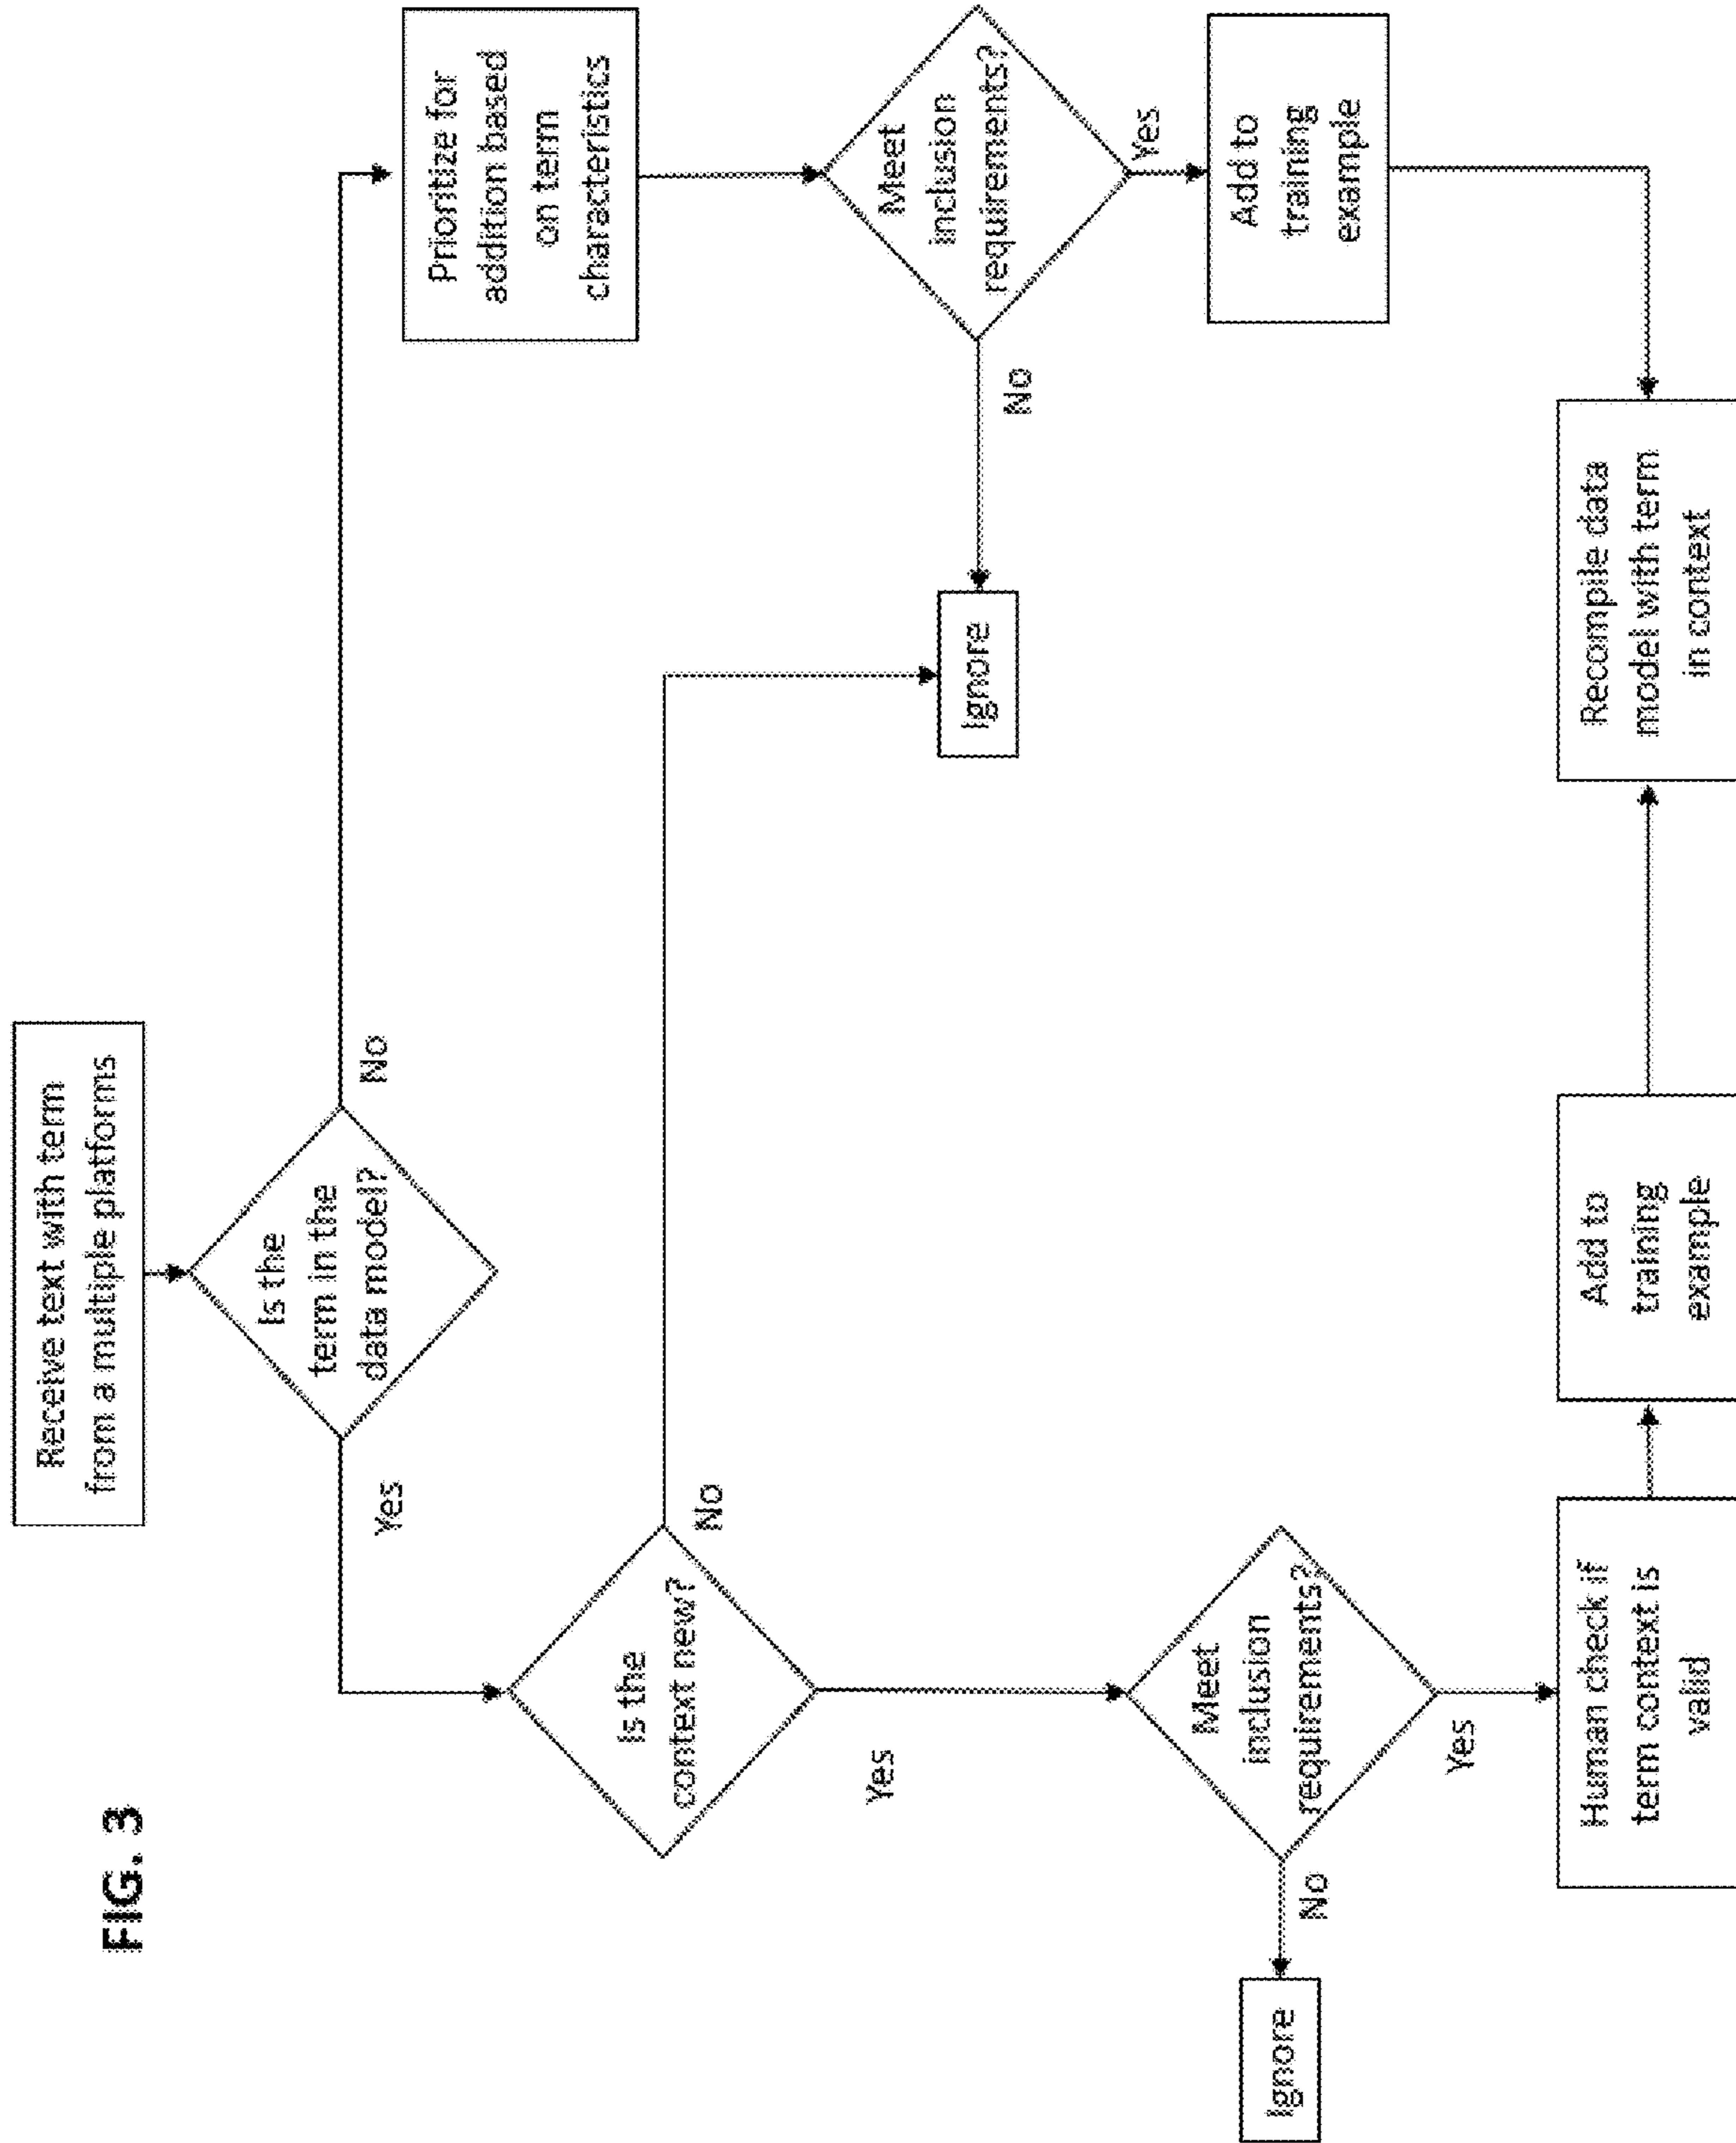 FIG. 3
Receive text with term
from a multiple platforms
Is the
term in the
data model?
Yes
No
Is the
context new?
No
Yes
Prioritize for
addition based
on term
characteristics
Meet
inclusion
requirements?
No
Yes
Ignore
Add to
training
example
Meet
inclusion
requirements?
No
Yes
Ignore
Human check if
term context is
valid
Add to
training
example
Recompile data
model with term
in context